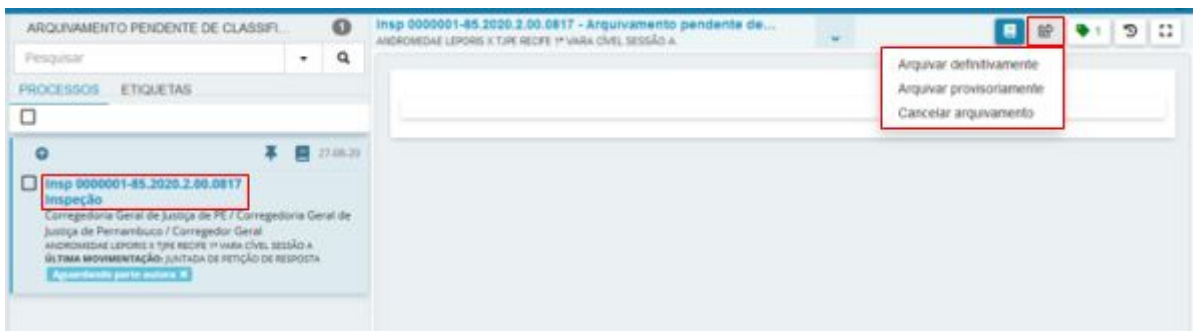 ARQUIVAMENTO PENDENTE DE CLASSIFI... 1
Pesquisar
PROCESSOS ETIQUETAS
27-08-20
Insp 0000001-85.2020.2.00.0817
Inspeção
Corregedoria Geral de Justiça de PE / Corregedoria Geral de
Justiça de Pernambuco / Corregedor Geral
ANDROMEDAE LEPORIS X TJPE RECIFE 1ª VARA CÍVEL SESSÃO A
ÚLTIMA MOVIMENTAÇÃO: JUNTADA DE PETIÇÃO DE RESPOSTA
Aguardando parte autora
Insp 0000001-85.2020.2.00.0817 - Arquivamento pendente de...
ANDROMEDAE LEPORIS X TJPE RECIFE 1ª VARA CÍVEL SESSÃO A
1
Arquivar definitivamente
Arquivar provisoriamente
Cancelar arquivamento